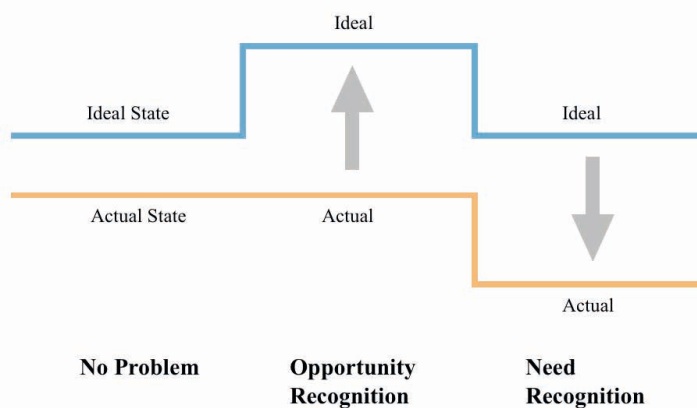 Ideal
Ideal State
Ideal
Actual State
Actual
Actual
No Problem
Opportunity
Recognition
Need
Recognition